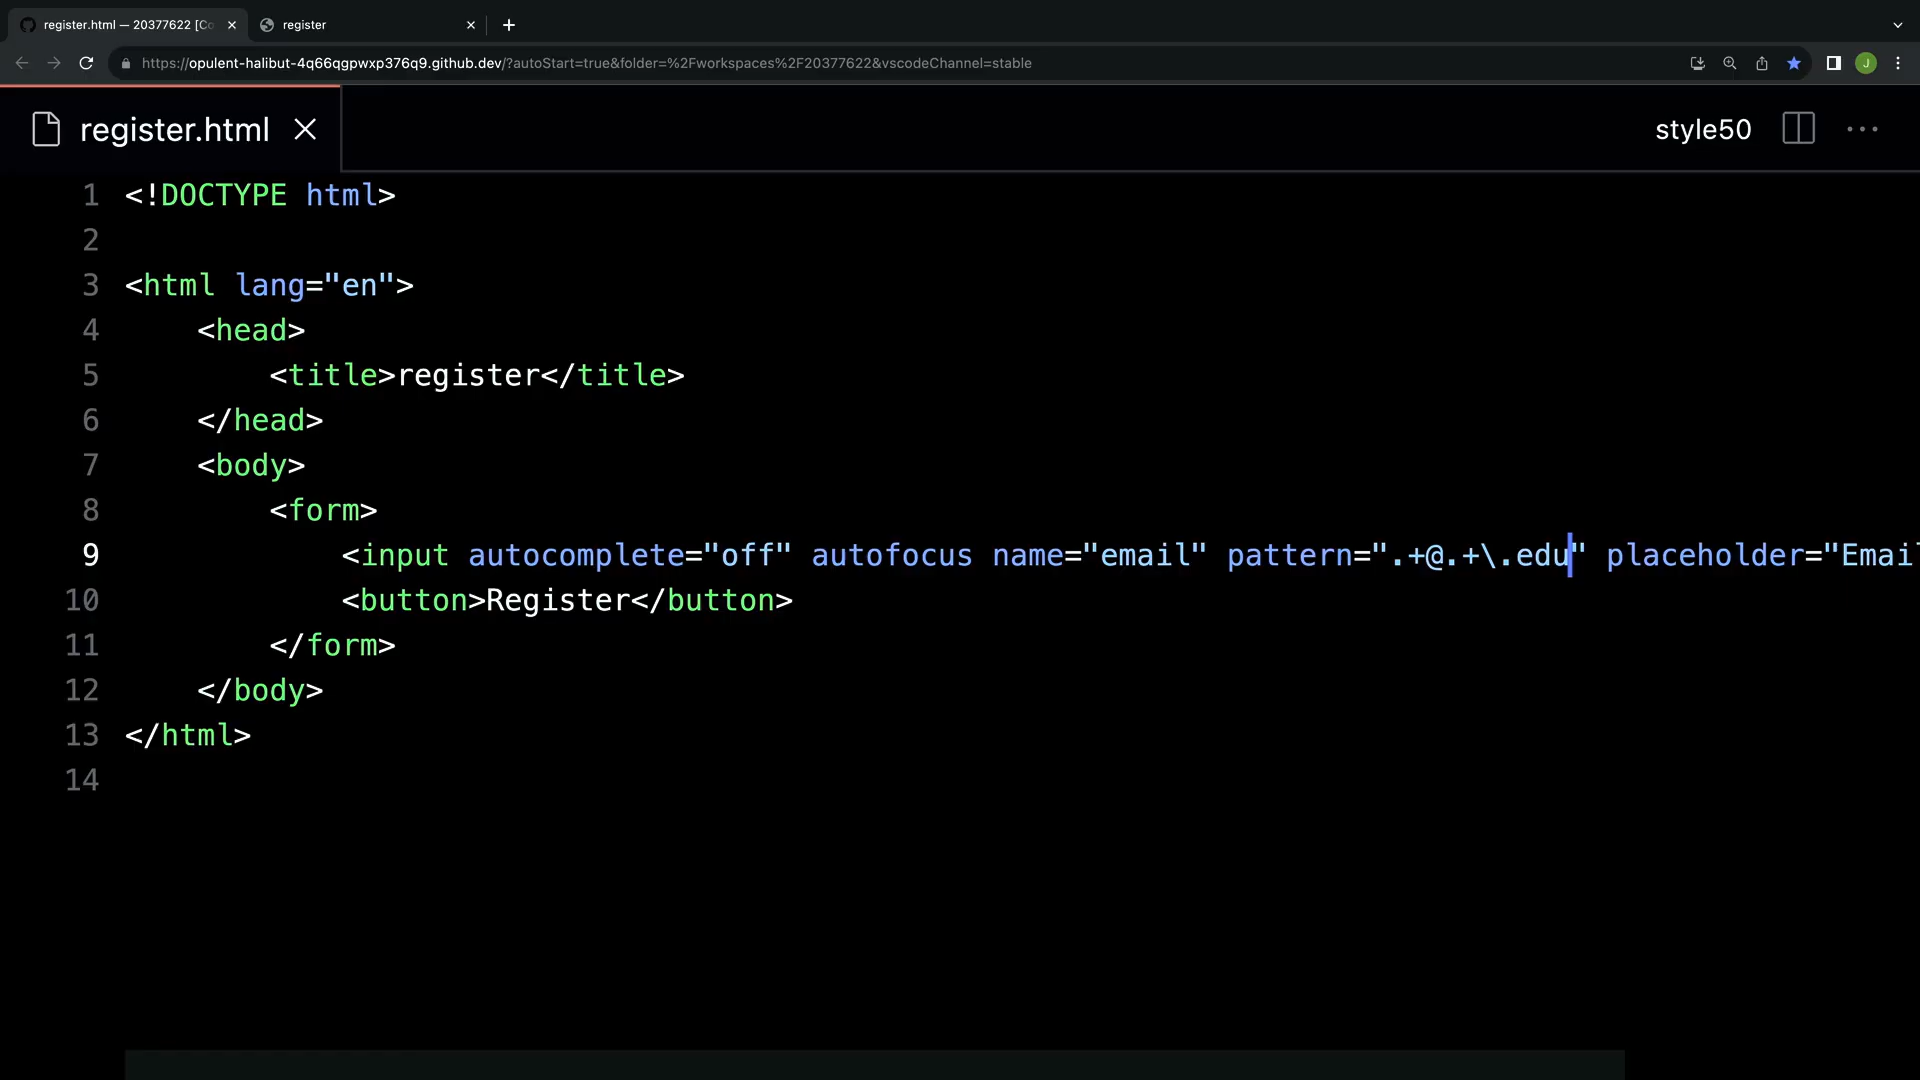 register.html — 20377622 [Co
register
https://opulent-halibut-4q66qgpwxp376q9.github.dev/?autoStart=true&folder=%2Fworkspaces%2F20377622&vscodeChannel=stable
J
register.html
style50
1 <!DOCTYPE html>
2
3 <html lang="en">
4 <head>
5 <title>register</title>
6 </head>
7 <body>
8 <form>
9 <input autocomplete="off" autofocus name="email" pattern=".+@.+\.edu" placeholder="Email
10 <button>Register</button>
11 </form>
12 </body>
13 </html>
14